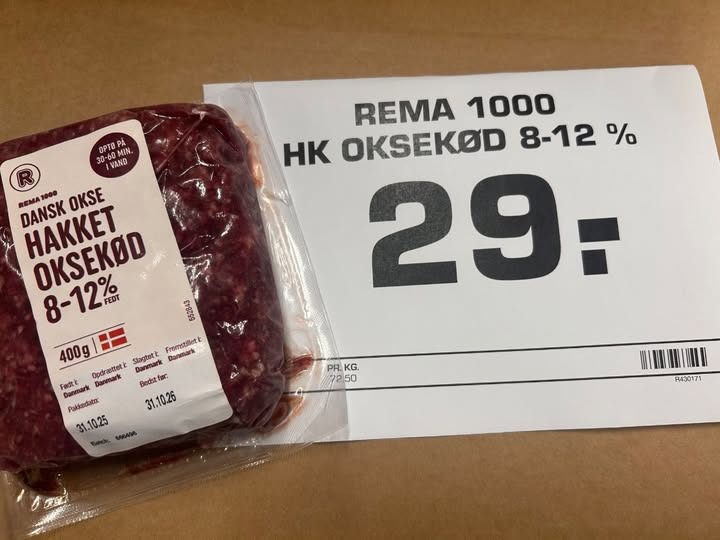 OPTØ PÅ
30-60 MIN.
I VAND
R
REMA 1000
DANSK OKSE
HAKKET
OKSEKØD
8-12%
FEDT
400g
Født i:
Danmark
Opdrættet i:
Danmark
Slagtet i:
Danmark
Fremstillet i:
Danmark
Pakkedato:
31.10.25
Bedst før:
31.10.26
Batch:
REMA 1000
HK OKSEKØD 8-12 %
29.-
PR. KG.
72.50
R430171